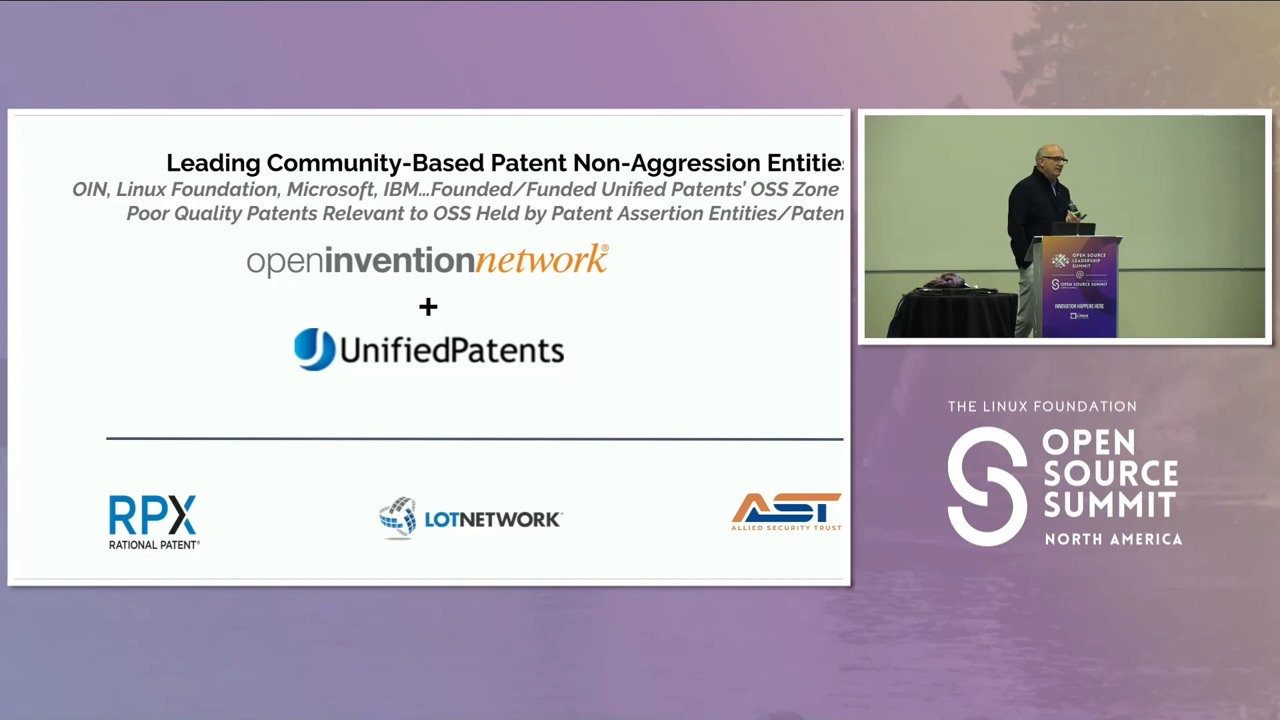 Leading Community-Based Patent Non-Aggression Entities
OIN, Linux Foundation, Microsoft, IBM…Founded/Funded Unified Patents’ OSS Zone
Poor Quality Patents Relevant to OSS Held by Patent Assertion Entities/Paten
openinventionnetwork®
+
UnifiedPatents
RPX
RATIONAL PATENT®
LOTNETWORK
AST
ALLIED SECURITY TRUST
OPEN SOURCE
LEADERSHIP
SUMMIT
@
OPEN SOURCE SUMMIT
INNOVATION HAPPENS HERE
THE LINUX FOUNDATION
OPEN
SOURCE
SUMMIT
NORTH AMERICA